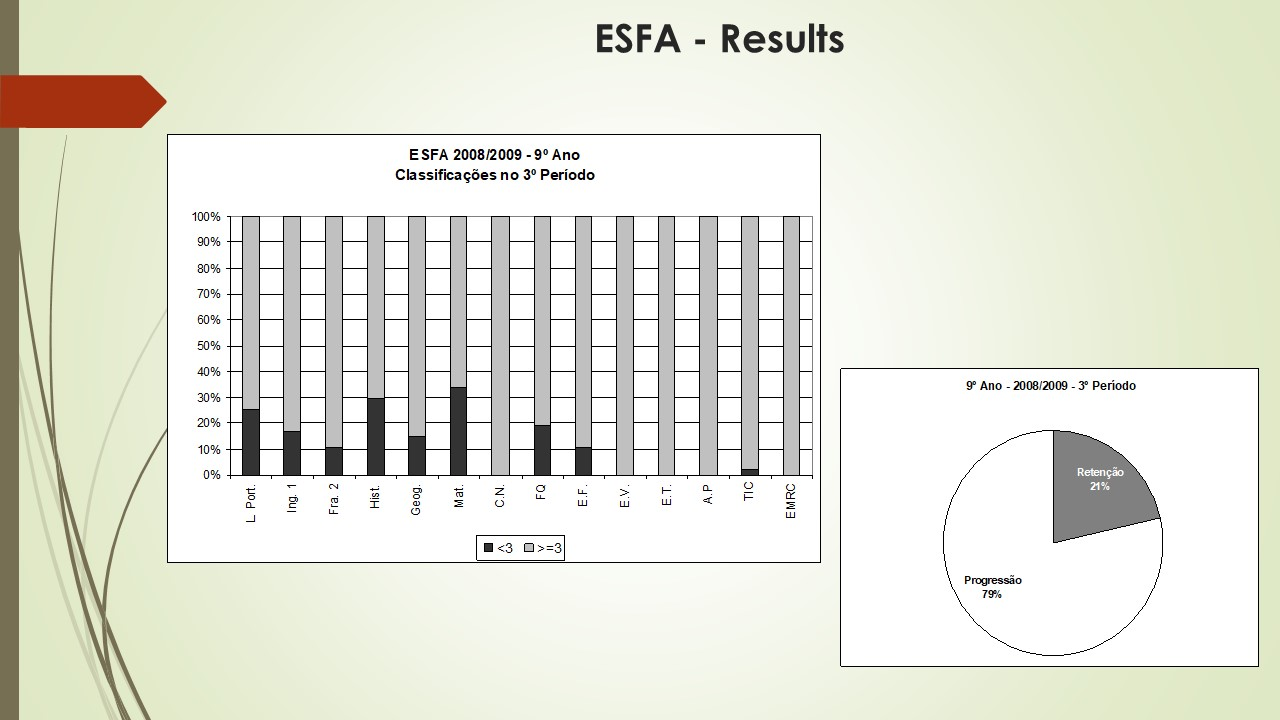 ESFA - Results
ESFA 2008/2009 - 9º Ano
Classificações no 3º Período
100%
90%
80%
70%
60%
50%
40%
30%
20%
10%
0%
L. Port.
Ing. 1
Fra. 2
Hist.
Geog.
Mat.
C.N.
FQ
E.F.
E.V.
E.T.
A.P
TIC
EMRC
<3 >=3
9º Ano - 2008/2009 - 3º Período
Retenção
21%
Progressão
79%